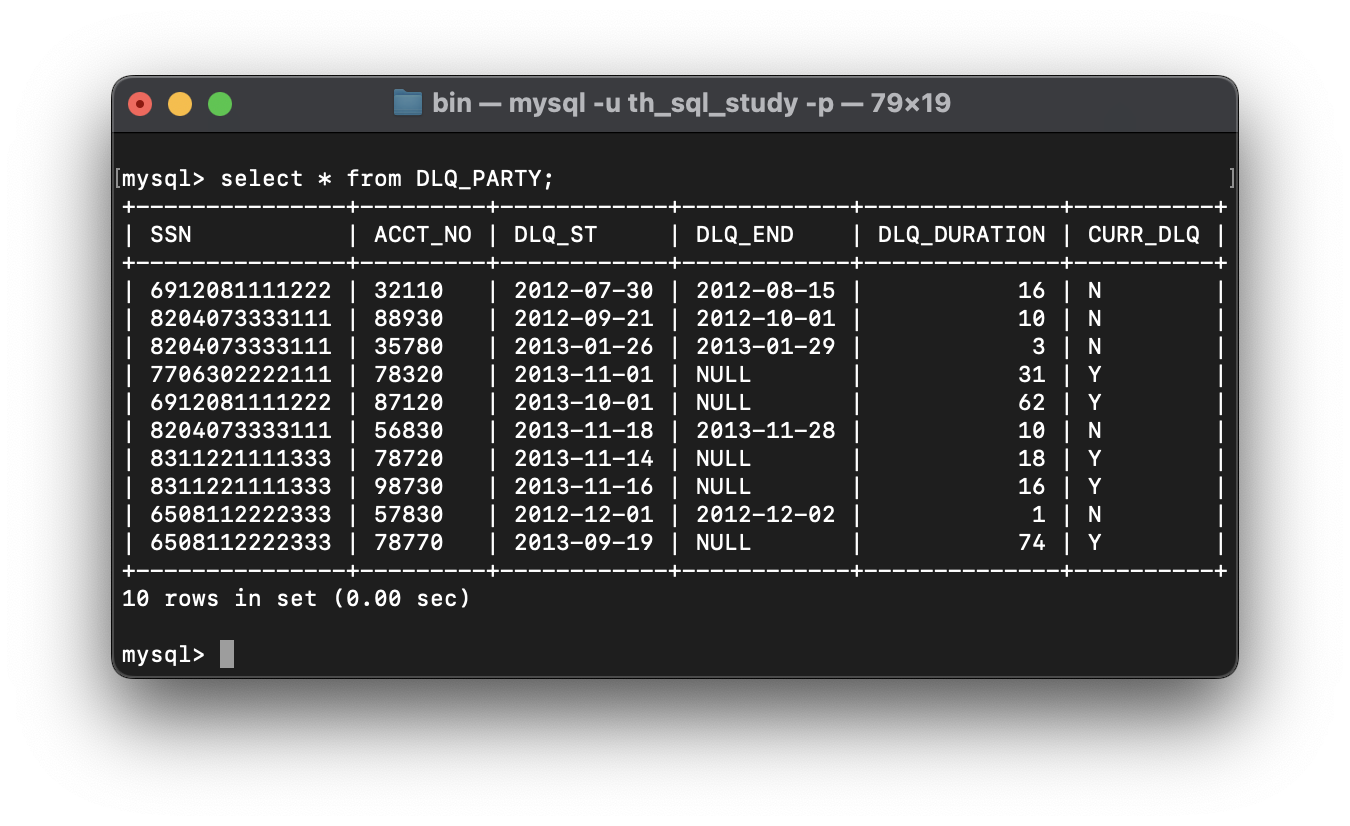 bin — mysql -u th_sql_study -p — 79×19
[mysql> select * from DLQ_PARTY; ]
+---------------+----------+------------+------------+--------------+----------+
| SSN           | ACCT_NO | DLQ_ST     | DLQ_END    | DLQ_DURATION | CURR_DLQ |
+---------------+---------+------------+------------+--------------+----------+
| 6912081111222 | 32110   | 2012-07-30 | 2012-08-15 |           16 | N        |
| 8204073333111 | 88930   | 2012-09-21 | 2012-10-01 |           10 | N        |
| 8204073333111 | 35780   | 2013-01-26 | 2013-01-29 |            3 | N        |
| 7706302222111 | 78320   | 2013-11-01 | NULL       |           31 | Y        |
| 6912081111222 | 87120   | 2013-10-01 | NULL       |           62 | Y        |
| 8204073333111 | 56830   | 2013-11-18 | 2013-11-28 |           10 | N        |
| 8311221111333 | 78720   | 2013-11-14 | NULL       |           18 | Y        |
| 8311221111333 | 98730   | 2013-11-16 | NULL       |           16 | Y        |
| 6508112222333 | 57830   | 2012-12-01 | 2012-12-02 |            1 | N        |
| 6508112222333 | 78770   | 2013-09-19 | NULL       |           74 | Y        |
+---------------+---------+------------+------------+--------------+----------+
10 rows in set (0.00 sec)
mysql>